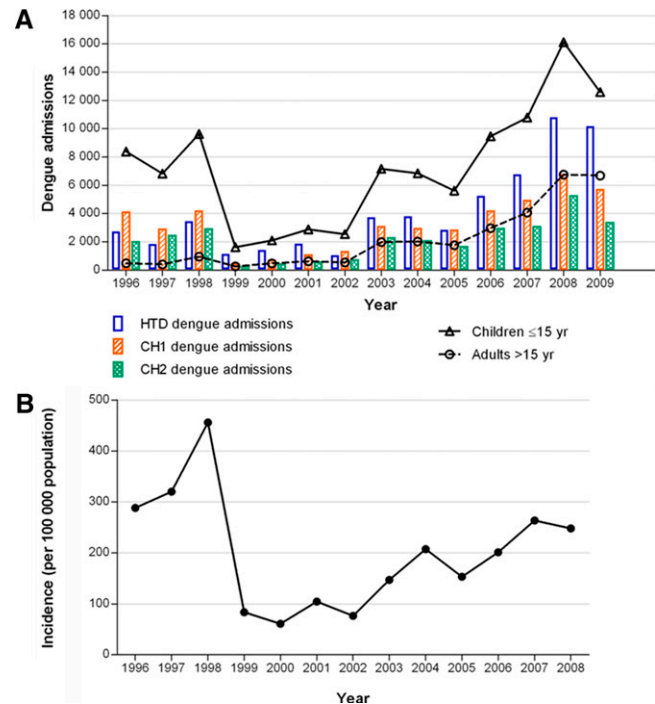 A
18 000
16 000
14 000
12 000
10 000
8 000
6 000
4 000
2 000
0
Dengue admissions
1996 1997 1998 1999 2000 2001 2002 2003 2004 2005 2006 2007 2008 2009
Year
HTD dengue admissions
CH1 dengue admissions
CH2 dengue admissions
Children ≤15 yr
Adults >15 yr
B
500
400
300
200
100
0
Incidence (per 100 000 population)
1996 1997 1998 1999 2000 2001 2002 2003 2004 2005 2006 2007 2008
Year